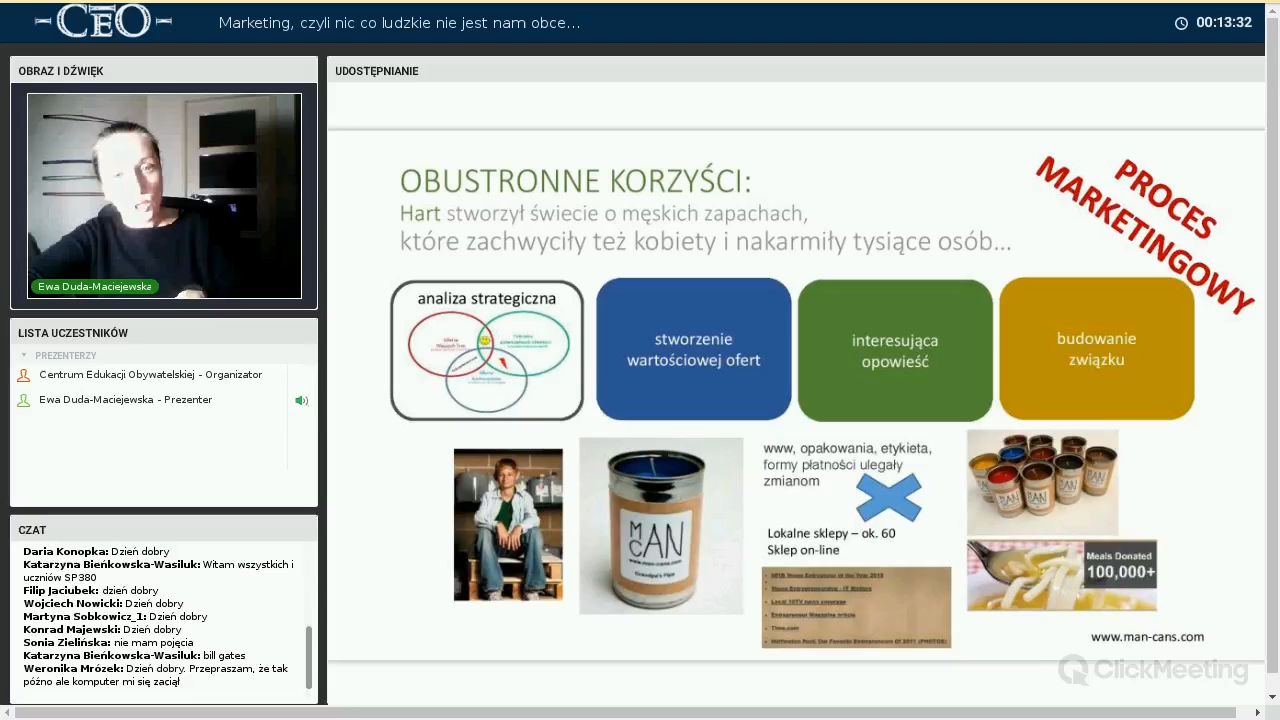 CEO
Marketing, czyli nic co ludzkie nie jest nam obce...
00:13:32
OBRAZ I DŹWIĘK
Ewa Duda-Maciejewska
LISTA UCZESTNIKÓW
PREZENTERZY
Centrum Edukacji Obywatelskiej - Organizator
Ewa Duda-Maciejewska - Prezenter
CZAT
Daria Konopka: Dzień dobry
Katarzyna Bieńkowska-Wasiluk: Witam wszystkich i
uczniów SP380
Filip Jaciubek: dzień dobry
Wojciech Nowicki: Dzień dobry
Martyna Sobkowicz_1: Dzień dobry
Konrad Majewski: Dzień dobry
Sonia Zielińska: nie mam pojęcia
Katarzyna Bieńkowska-Wasiluk: bill gates
Weronika Mrózek: Dzień dobry. Przepraszam, że tak
późno ale komputer mi się zaciął
UDOSTĘPNIANIE
OBUSTRONNE KORZYŚCI:
Hart stworzył świecie o męskich zapachach,
które zachwyciły też kobiety i nakarmiły tysiące osób...
PROCES
MARKETINGOWY
analiza strategiczna
stworzenie
wartościowej ofert
interesująca
opowieść
budowanie
związku
MAN
CAN
www.man-cans.com
Grandpa's Pipe
www, opakowania, etykieta,
formy płatności ulegały
zmianom
Lokalne sklepy – ok. 60
Sklep on-line
Meals Donated
100,000+
www.man-cans.com
ClickMeeting